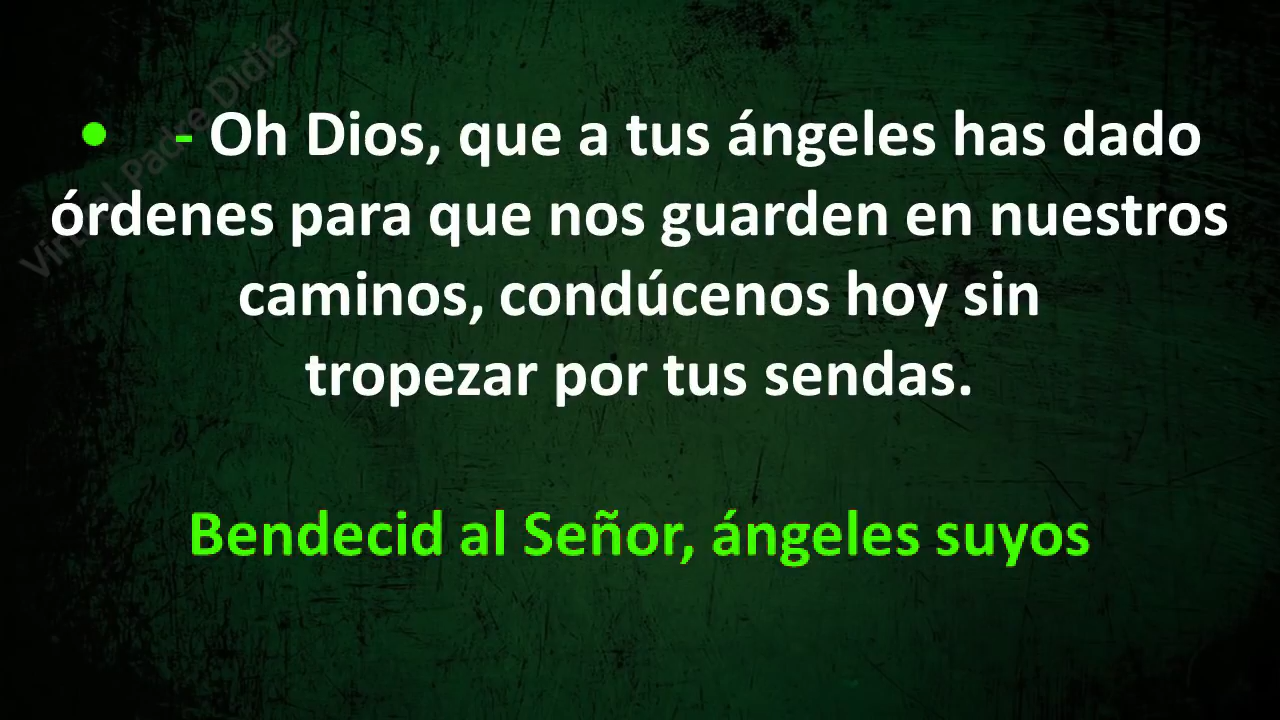 • - Oh Dios, que a tus ángeles has dado
órdenes para que nos guarden en nuestros
caminos, condúcenos hoy sin
tropezar por tus sendas.
Bendecid al Señor, ángeles suyos